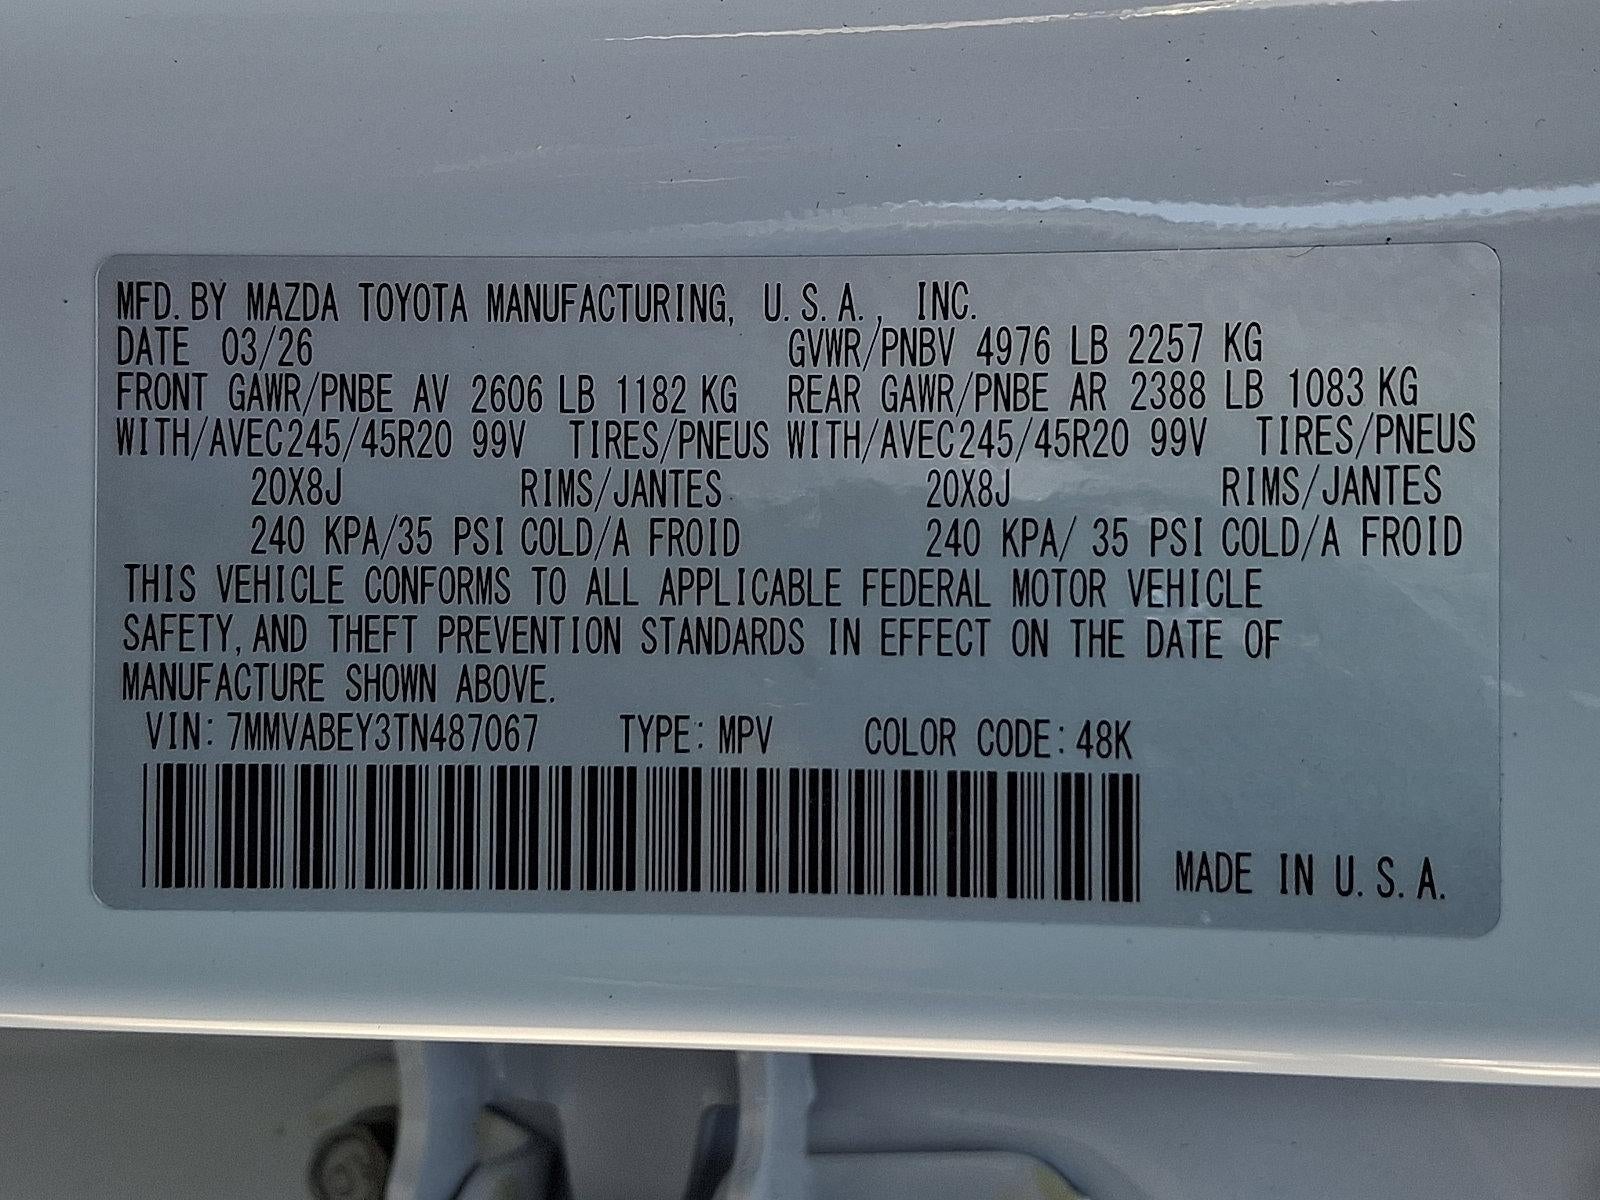 MFD. BY MAZDA TOYOTA MANUFACTURING, U.S.A., INC.
DATE 03/26 GVWR/PNBV 4976 LB 2257 KG
FRONT GAWR/PNBE AV 2606 LB 1182 KG REAR GAWR/PNBE AR 2388 LB 1083 KG
WITH/AVEC 245/45R20 99V TIRES/PNEUS WITH/AVEC 245/45R20 99V TIRES/PNEUS
20X8J RIMS/JANTES 20X8J RIMS/JANTES
240 KPA/35 PSI COLD/A FROID 240 KPA/ 35 PSI COLD/A FROID
THIS VEHICLE CONFORMS TO ALL APPLICABLE FEDERAL MOTOR VEHICLE
SAFETY, AND THEFT PREVENTION STANDARDS IN EFFECT ON THE DATE OF
MANUFACTURE SHOWN ABOVE.
VIN: 7MMVABEY3TN487067 TYPE: MPV COLOR CODE: 48K
MADE IN U.S.A.